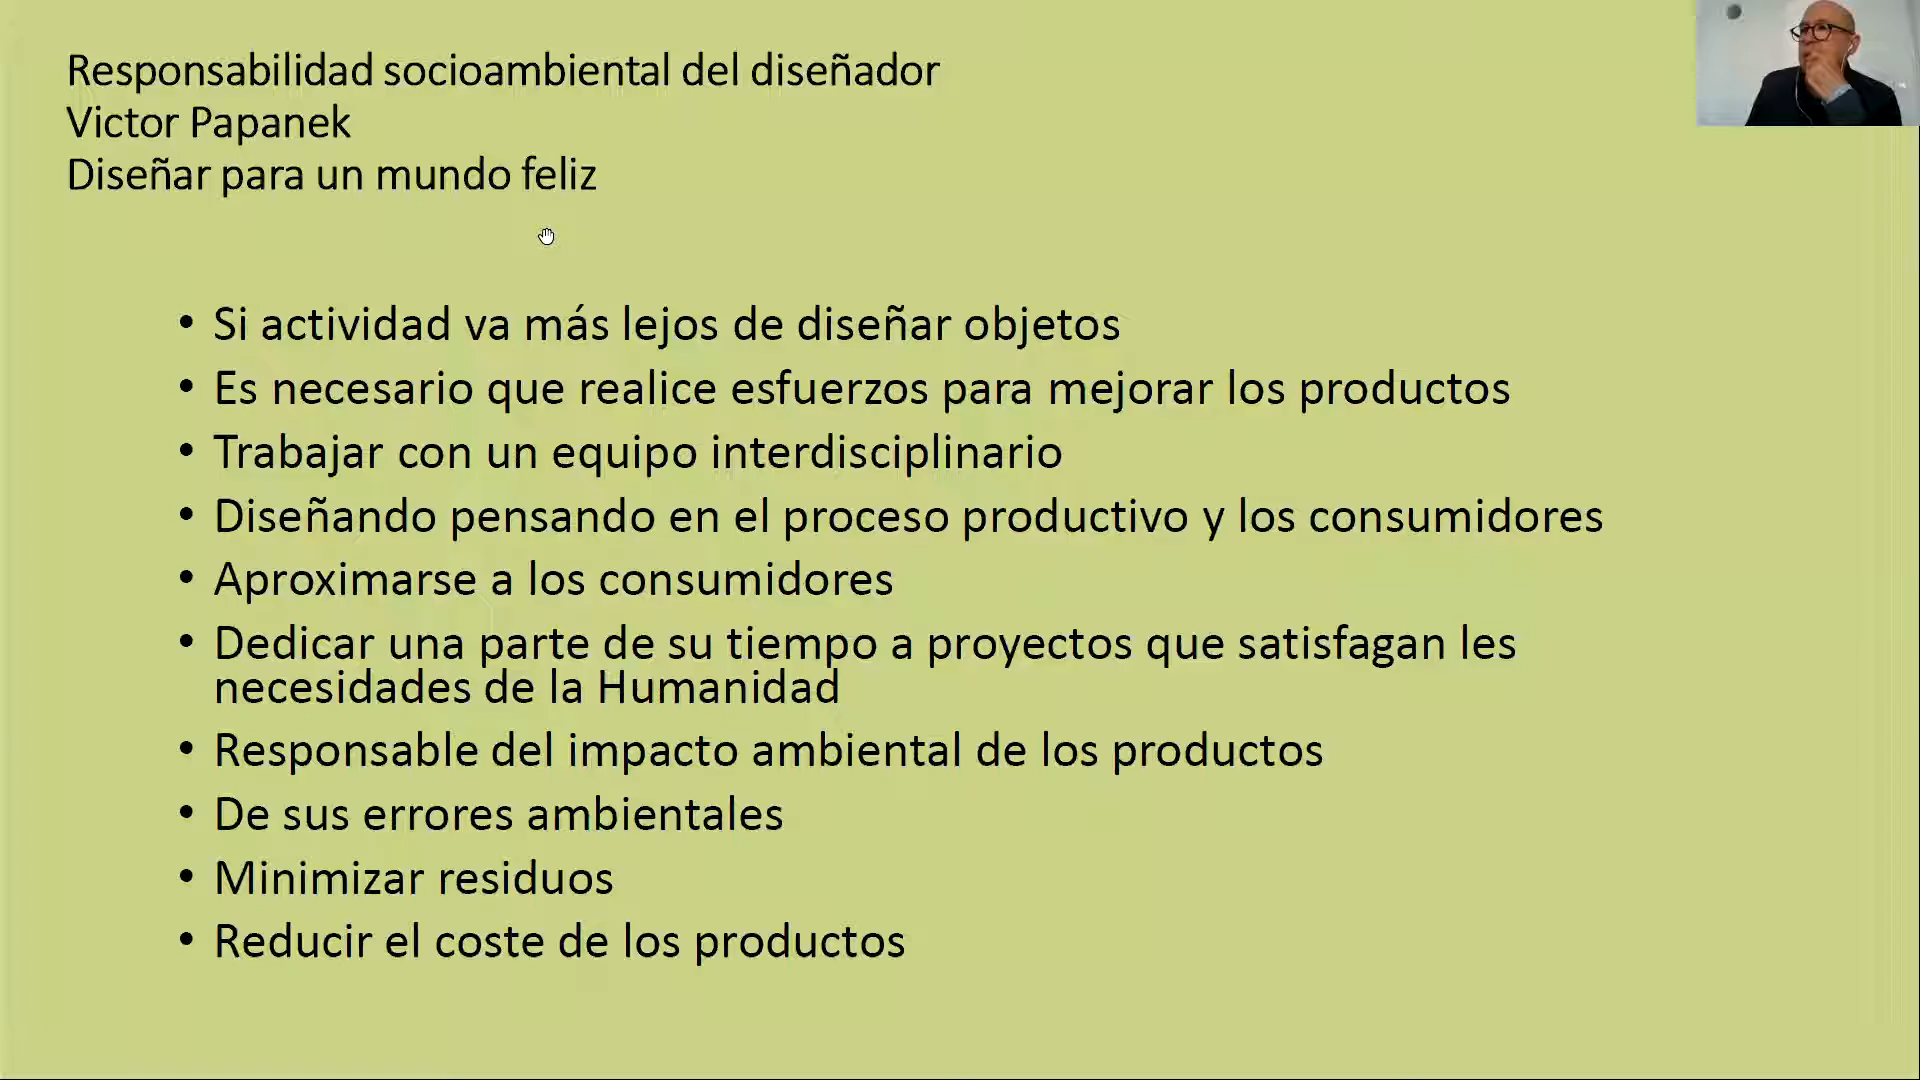 Responsabilidad socioambiental del diseñador
Victor Papanek
Diseñar para un mundo feliz
• Si actividad va más lejos de diseñar objetos
• Es necesario que realice esfuerzos para mejorar los productos
• Trabajar con un equipo interdisciplinario
• Diseñando pensando en el proceso productivo y los consumidores
• Aproximarse a los consumidores
• Dedicar una parte de su tiempo a proyectos que satisfagan les
necesidades de la Humanidad
• Responsable del impacto ambiental de los productos
• De sus errores ambientales
• Minimizar residuos
• Reducir el coste de los productos